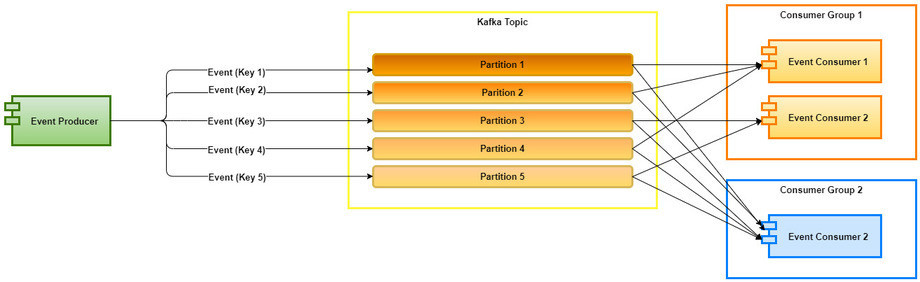 Kafka Topic
Consumer Group 1
Event Producer
Event (Key 1)
Event (Key 2)
Event (Key 3)
Event (Key 4)
Event (Key 5)
Partition 1
Partition 2
Partition 3
Partition 4
Partition 5
Event Consumer 1
Event Consumer 2
Consumer Group 2
Event Consumer 2